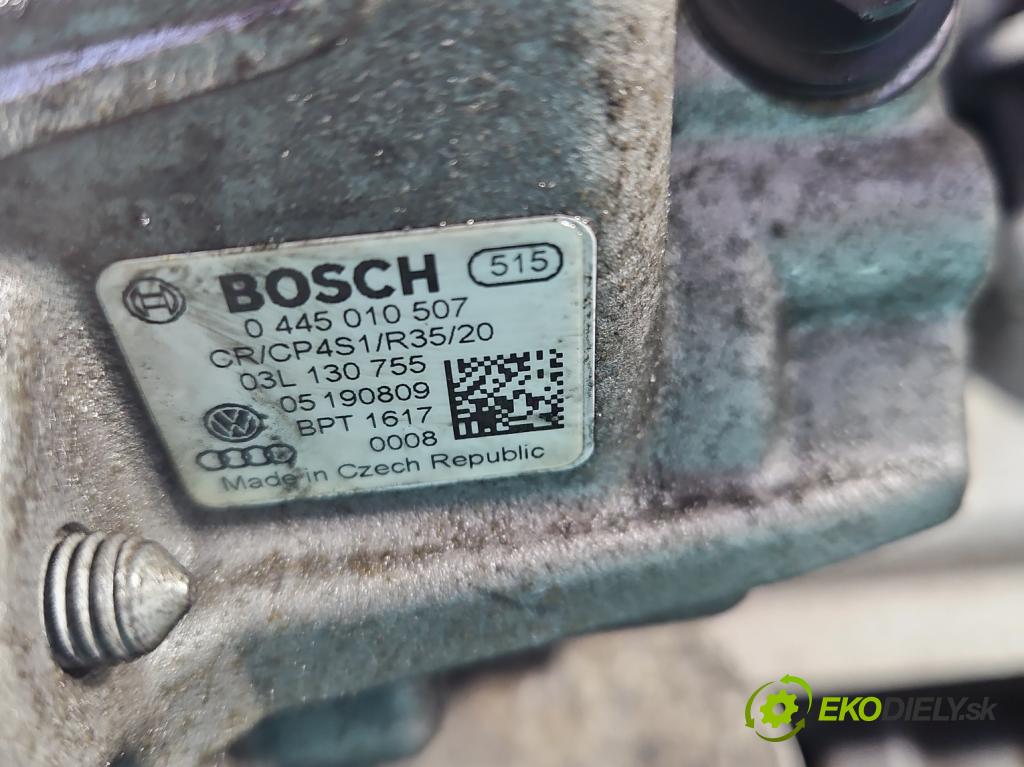 BOSCH 515
0 445 010 507
CR/CP4S1/R35/20
03L 130 755
05 190809
BPT 1617
0008
Made in Czech Republic
EKODIELY.sk